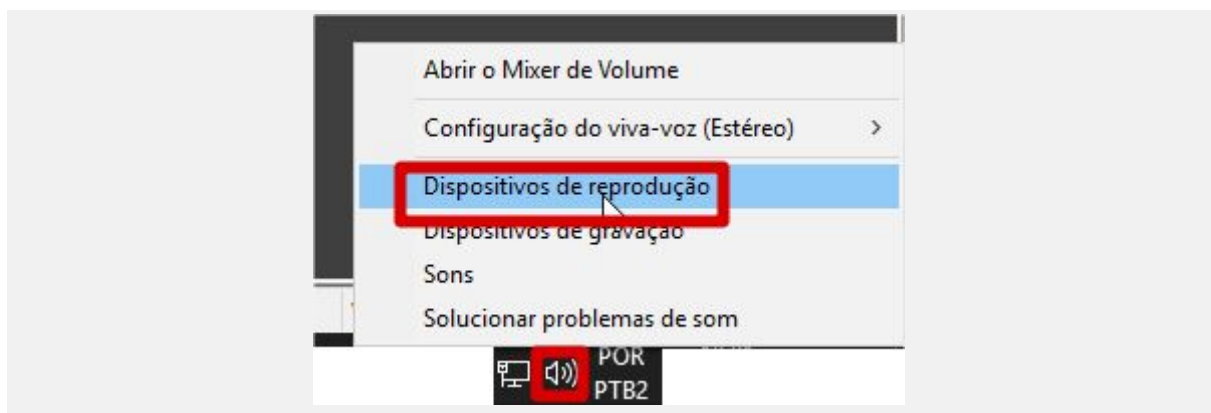 Abrir o Mixer de Volume
Configuração do viva-voz (Estéreo)
Dispositivos de reprodução
Dispositivos de gravação
Sons
Solucionar problemas de som
POR
PTB2